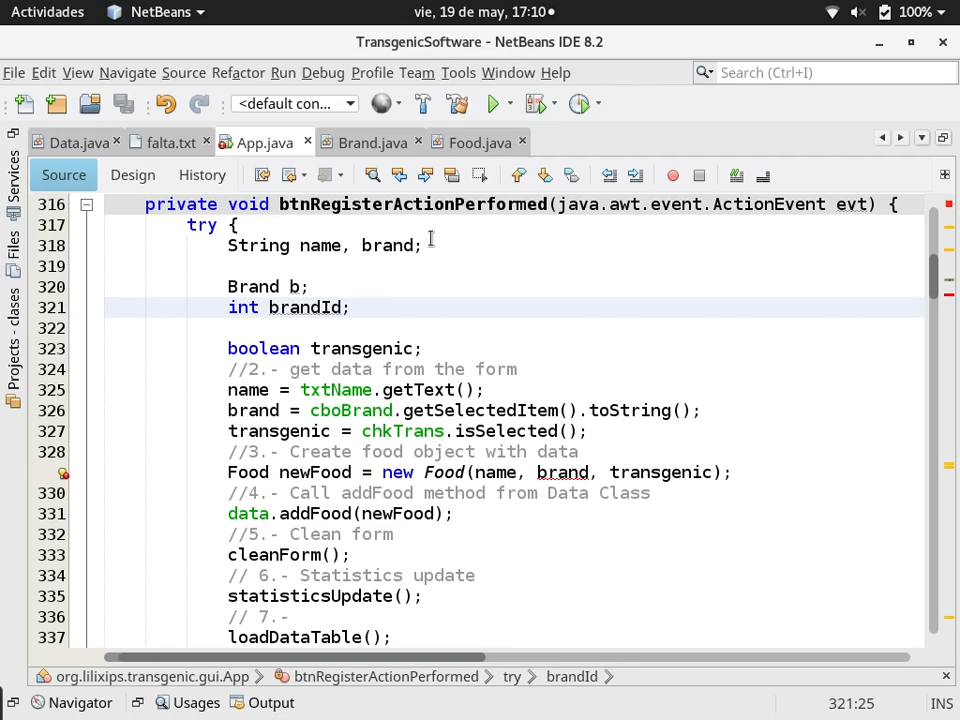 Actividades NetBeans vie, 19 de may, 17:10 100%
TransgenicSoftware - NetBeans IDE 8.2
File Edit View Navigate Source Refactor Run Debug Profile Team Tools Window Help Search (Ctrl+I)
<default con...
Data.java falta.txt App.java Brand.java Food.java
Source Design History
Services
Files
Projects - clases
316 private void btnRegisterActionPerformed(java.awt.event.ActionEvent evt) {
317 try {
318 String name, brand;
319
320 Brand b;
321 int brandId;
322
323 boolean transgenic;
324 //2.- get data from the form
325 name = txtName.getText();
326 brand = cboBrand.getSelectedItem().toString();
327 transgenic = chkTrans.isSelected();
328 //3.- Create food object with data
Food newFood = new Food(name, brand, transgenic);
330 //4.- Call addFood method from Data Class
331 data.addFood(newFood);
332 //5.- Clean form
333 cleanForm();
334 // 6.- Statistics update
335 statisticsUpdate();
336 // 7.-
337 loadDataTable();
org.lilixips.transgenic.gui.App btnRegisterActionPerformed try brandId
Navigator Usages Output 321:25 INS